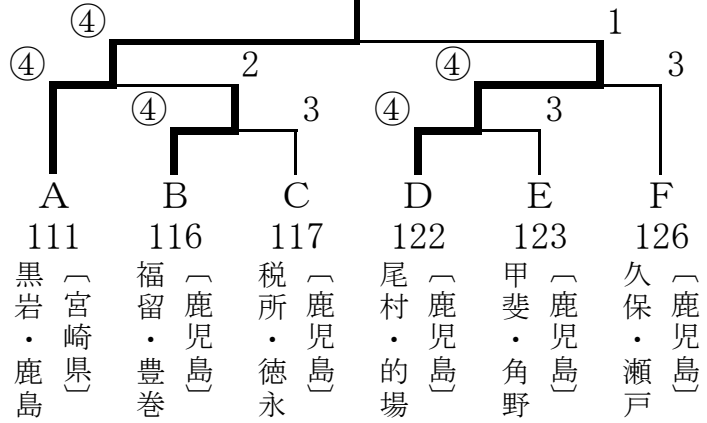 ④ 1
④ 2 ④ 3
④ 3 ④ 3
A B C D E F
111 116 117 122 123 126
黒岩・鹿島
〔宮崎県〕
福留・豊巻
〔鹿児島〕
税所・徳永
〔鹿児島〕
尾村・的場
〔鹿児島〕
甲斐・角野
〔鹿児島〕
久保・瀬戸
〔鹿児島〕